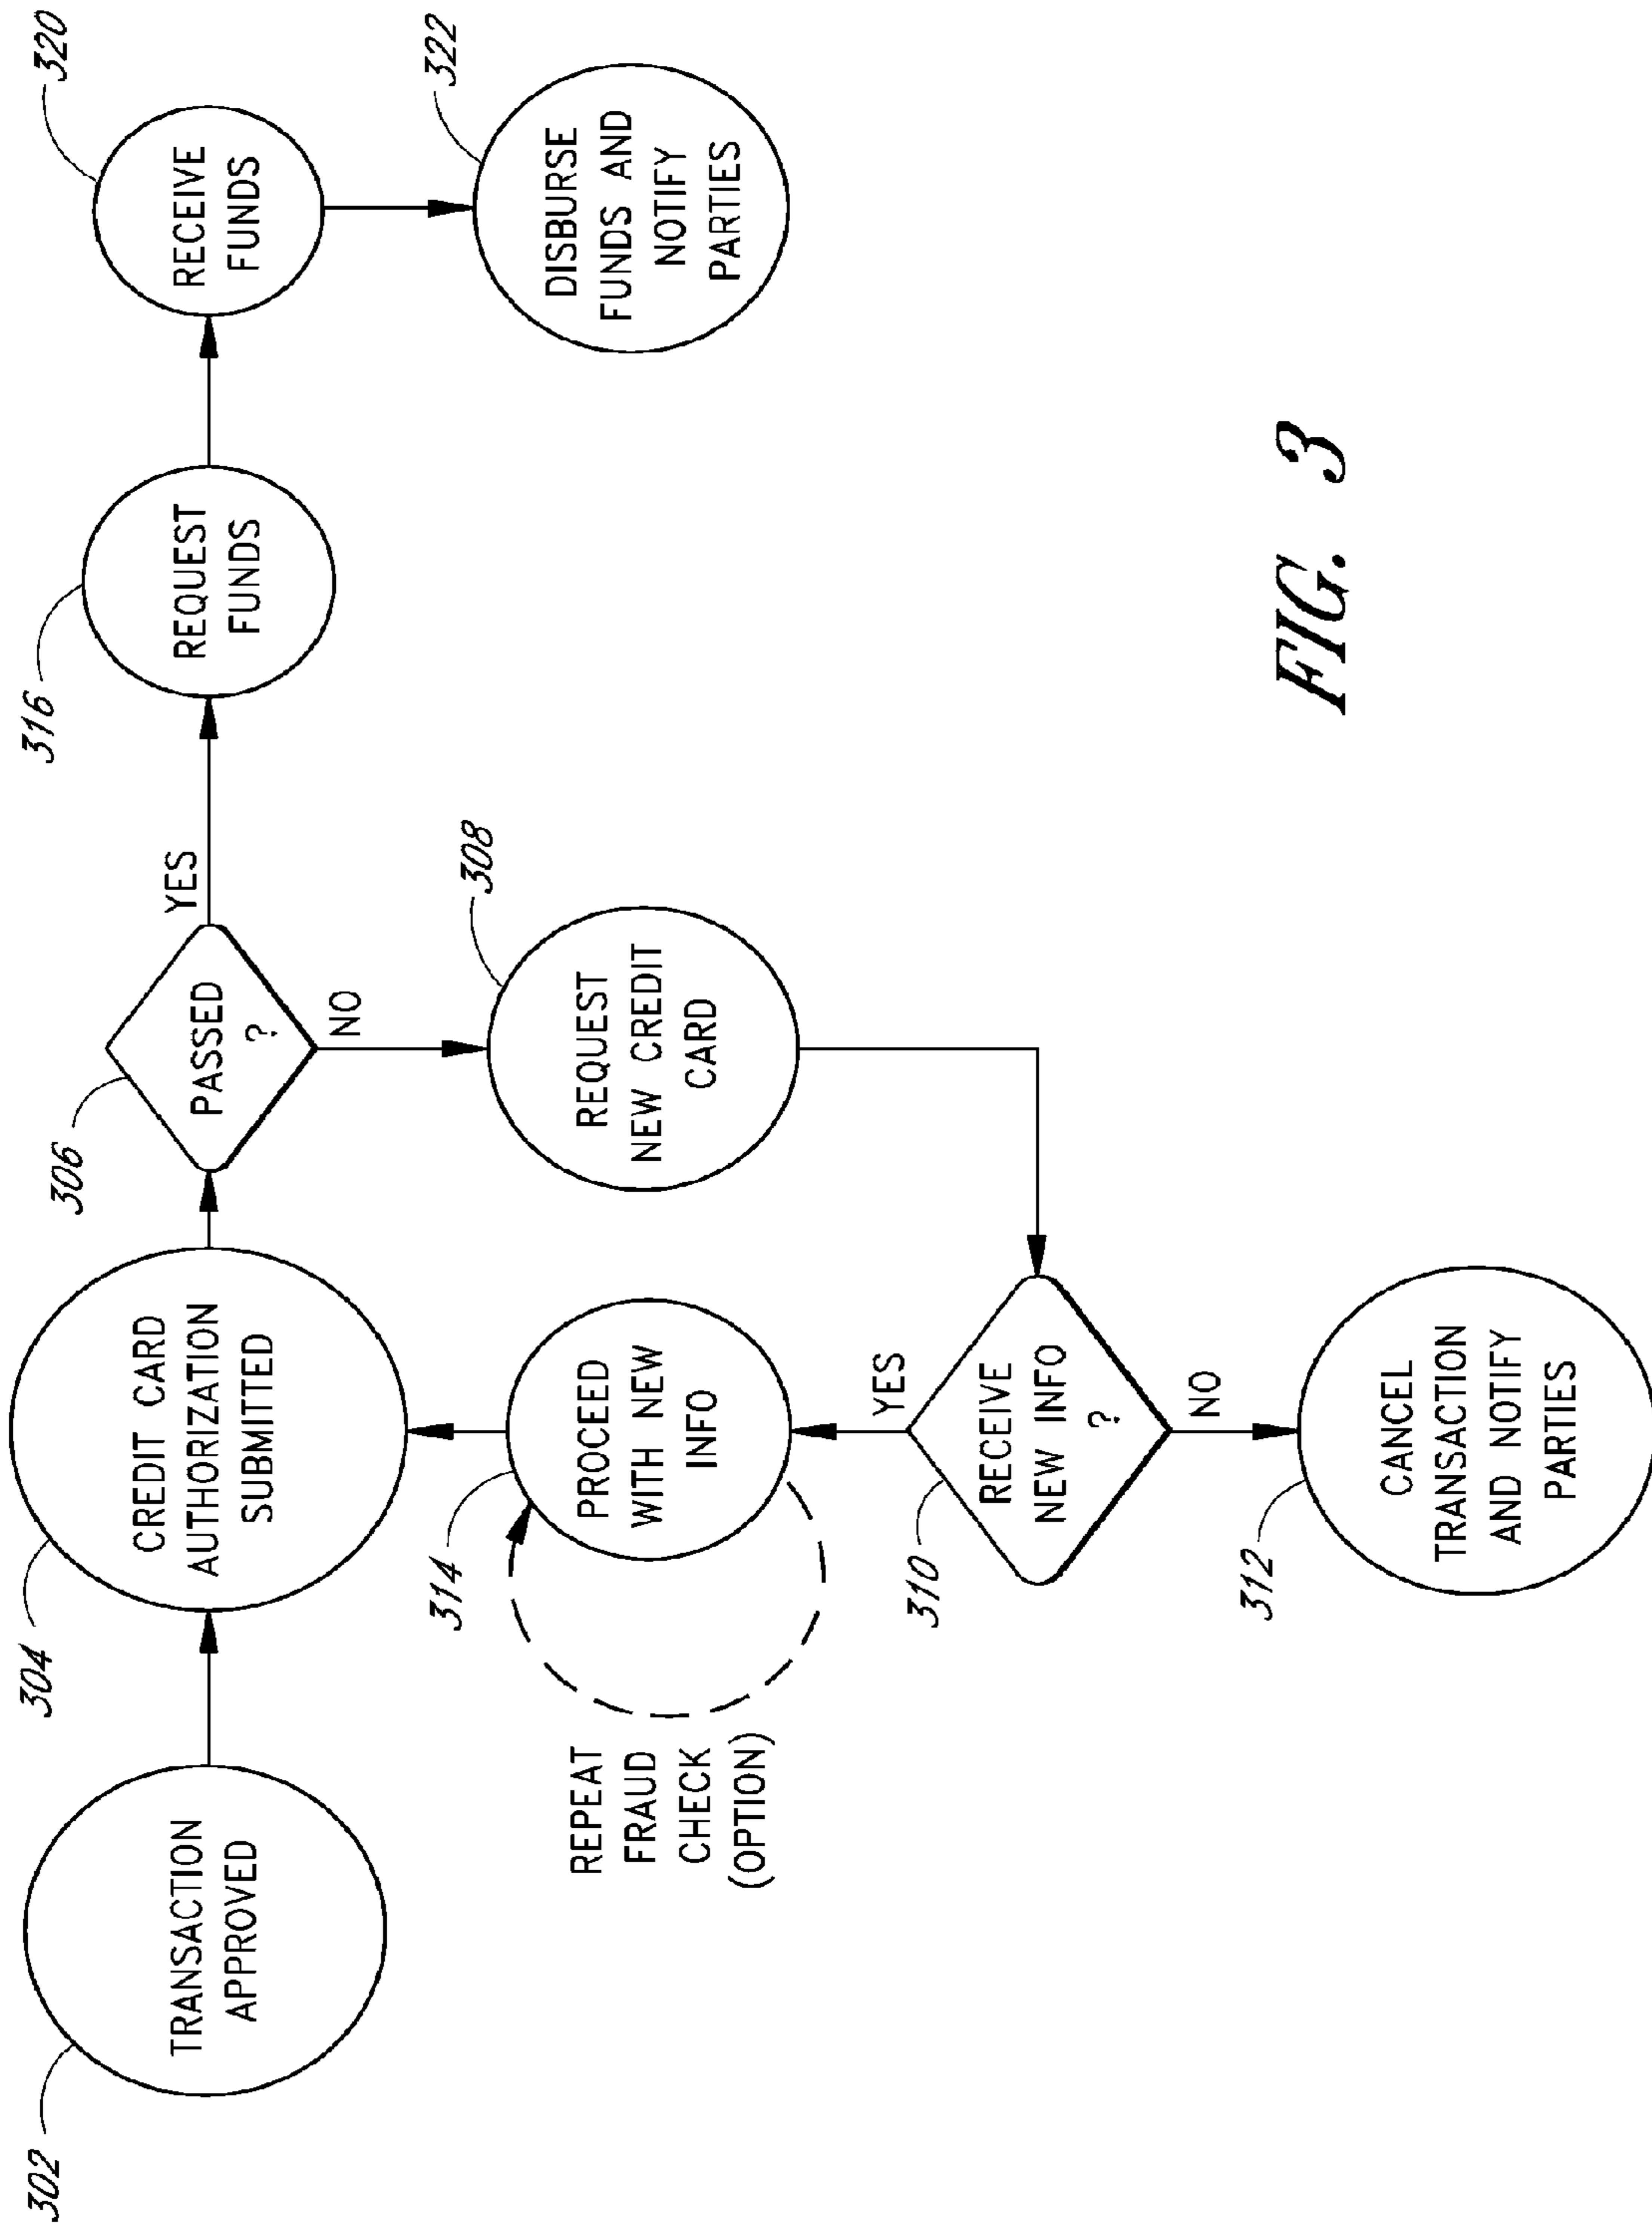 302
TRANSACTION
APPROVED
304
CREDIT CARD
AUTHORIZATION
SUBMITTED
306
PASSED
?
YES
NO
316
REQUEST
FUNDS
320
RECEIVE
FUNDS
322
DISBURSE
FUNDS AND
NOTIFY
PARTIES
308
REQUEST
NEW CREDIT
CARD
314
PROCEED
WITH NEW
INFO
REPEAT
FRAUD
CHECK
(OPTION)
310
RECEIVE
NEW INFO
?
YES
NO
312
CANCEL
TRANSACTION
AND NOTIFY
PARTIES
FIG. 3